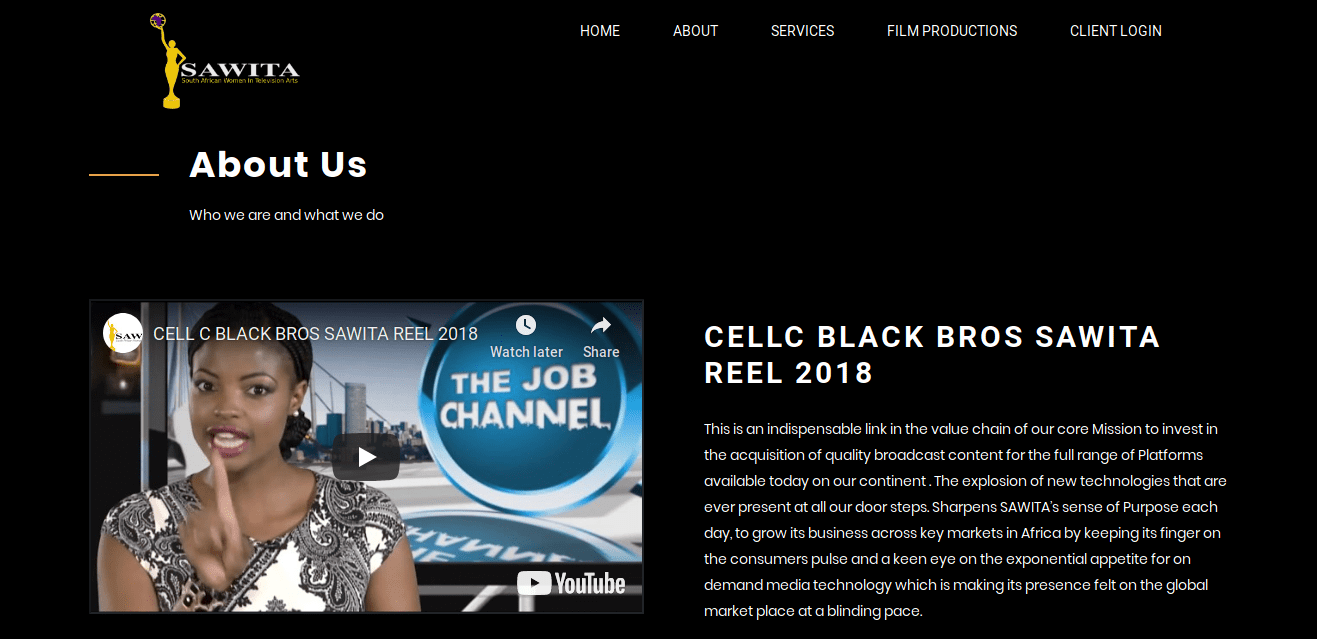 HOME
ABOUT
SERVICES
FILM PRODUCTIONS
CLIENT LOGIN
SAWITA
South African Women In Television Arts
About Us
Who we are and what we do
SAW
CELL C BLACK BROS SAWITA REEL 2018
Watch later
Share
THE JOB
CHANNEL
YouTube
CELLC BLACK BROS SAWITA
REEL 2018
This is an indispensable link in the value chain of our core Mission to invest in
the acquisition of quality broadcast content for the full range of Platforms
available today on our continent . The explosion of new technologies that are
ever present at all our door steps. Sharpens SAWITA's sense of Purpose each
day, to grow its business across key markets in Africa by keeping its finger on
the consumers pulse and a keen eye on the exponential appetite for on
demand media technology which is making its presence felt on the global
market place at a blinding pace.